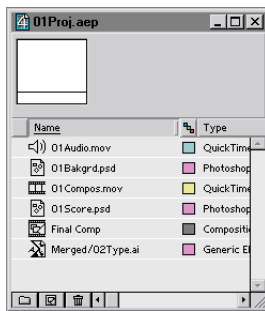 01Proj.aep
Name Type
01Audio.mov QuickTime
01Bakgrd.psd Photoshop
01Compos.mov QuickTime
01Score.psd Photoshop
Final Comp Compositi
Merged/02Type.ai Generic El